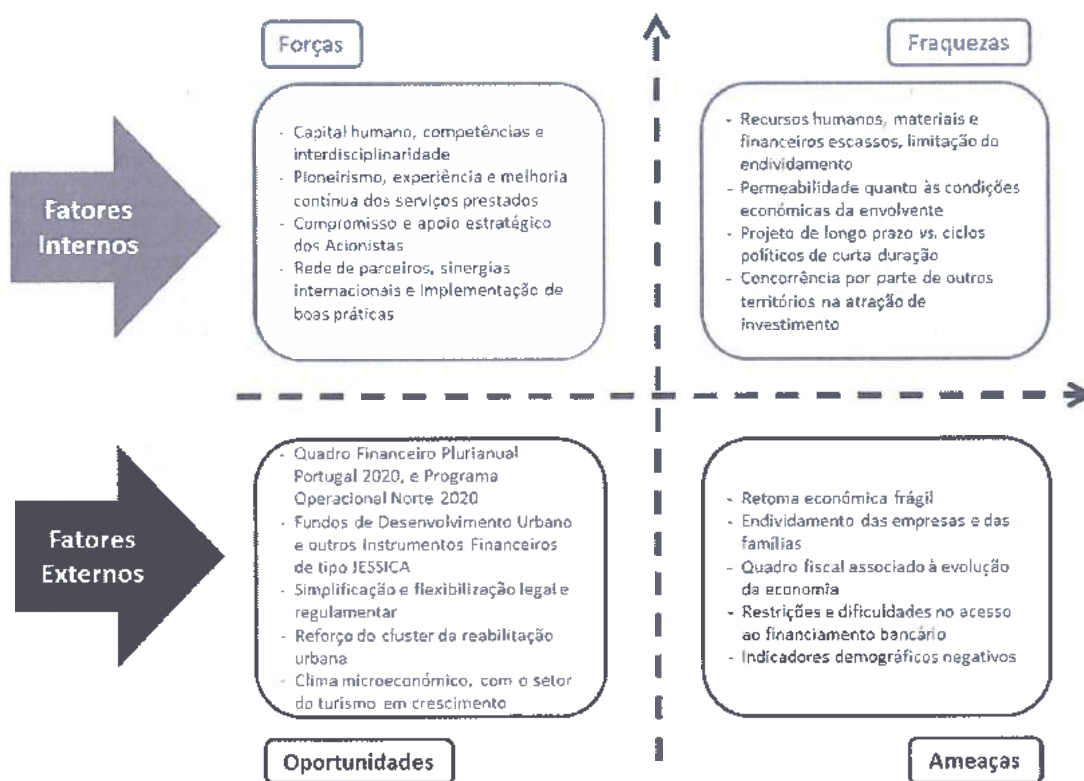 Forças
Fraquezas
Fatores
Internos
- Capital humano, competências e
interdisciplinaridade
- Pioneirismo, experiência e melhoria
contínua dos serviços prestados
- Compromisso e apoio estratégico
dos Acionistas
- Rede de parceiros, sinergias
internacionais e Implementação de
boas práticas
- Recursos humanos, materiais e
financeiros escassos, limitação do
endividamento
- Permeabilidade quanto às condições
económicas da envolvente
- Projeto de longo prazo vs. ciclos
políticos de curta duração
- Concorrência por parte de outros
territórios na atração de
investimento
Fatores
Externos
- Quadro Financeiro Plurianual
Portugal 2020, e Programa
Operacional Norte 2020
- Fundos de Desenvolvimento Urbano
e outros Instrumentos Financeiros
de tipo JESSICA
- Simplificação e flexibilização legal e
regulamentar
- Reforço do cluster da reabilitação
urbana
- Clima microeconómico, com o setor
do turismo em crescimento
- Retoma económica frágil
- Endividamento das empresas e das
famílias
- Quadro fiscal associado à evolução
da economia
- Restrições e dificuldades no acesso
ao financiamento bancário
- Indicadores demográficos negativos
Oportunidades
Ameaças